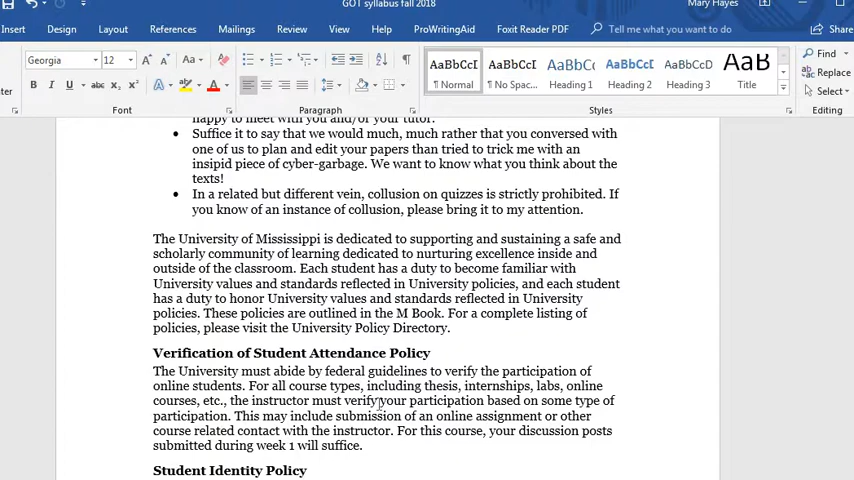 GOT syllabus fall 2018
Mary Hayes
Insert Design Layout References Mailings Review View Help ProWritingAid Foxit Reader PDF Tell me what you want to do Share
Georgia 12 Aa
AaBbCcI AaBbCcI AaBbCc AaBbCcI AaBbCcD AaBb
¶ Normal ¶ No Spac... Heading 1 Heading 2 Heading 3 Title
B I U abc X₂ X² A A
Find
Replace
Select
Font Paragraph Styles Editing
happy to meet with you and/or your tutor.
• Suffice it to say that we would much, much rather that you conversed with
one of us to plan and edit your papers than tried to trick me with an
insipid piece of cyber-garbage. We want to know what you think about the
texts!
• In a related but different vein, collusion on quizzes is strictly prohibited. If
you know of an instance of collusion, please bring it to my attention.
The University of Mississippi is dedicated to supporting and sustaining a safe and
scholarly community of learning dedicated to nurturing excellence inside and
outside of the classroom. Each student has a duty to become familiar with
University values and standards reflected in University policies, and each student
has a duty to honor University values and standards reflected in University
policies. These policies are outlined in the M Book. For a complete listing of
policies, please visit the University Policy Directory.
Verification of Student Attendance Policy
The University must abide by federal guidelines to verify the participation of
online students. For all course types, including thesis, internships, labs, online
courses, etc., the instructor must verify your participation based on some type of
participation. This may include submission of an online assignment or other
course related contact with the instructor. For this course, your discussion posts
submitted during week 1 will suffice.
Student Identity Policy